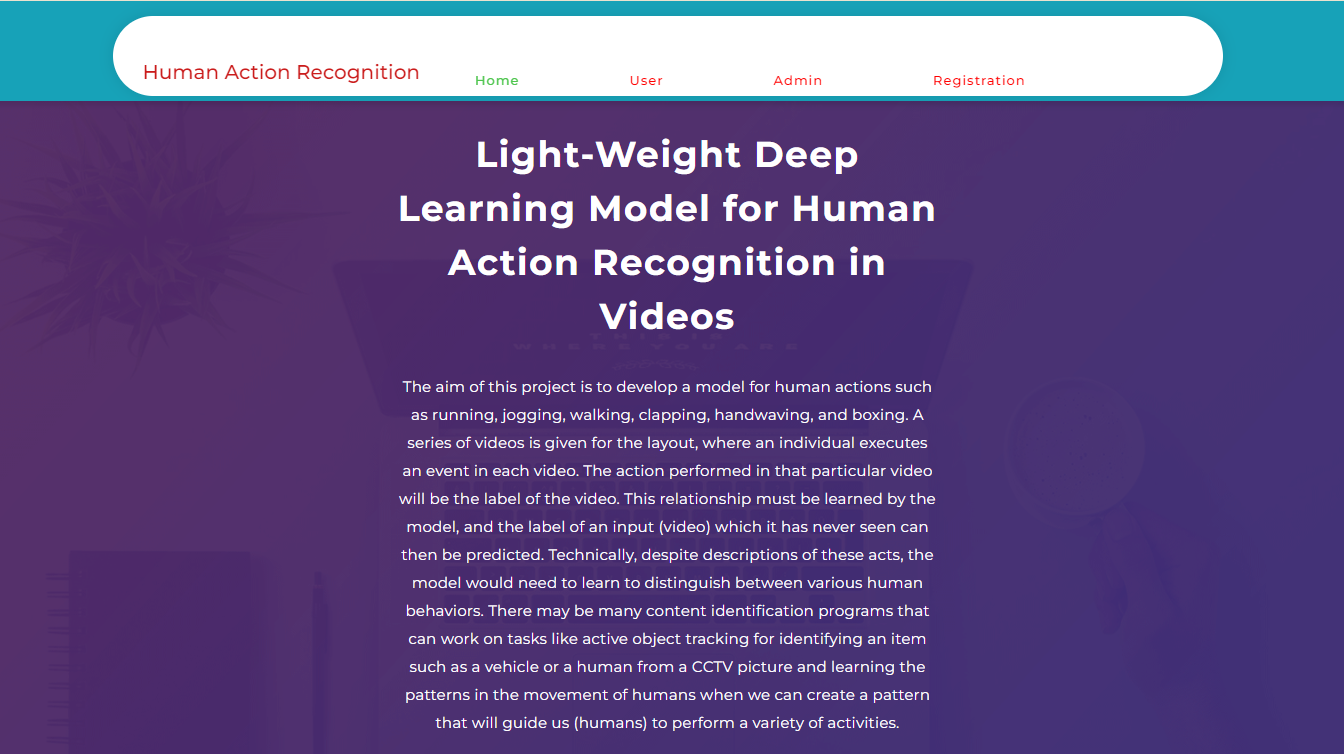 Human Action Recognition
Home
User
Admin
Registration
Light-Weight Deep
Learning Model for Human
Action Recognition in
Videos
WHERE YOU ARE
The aim of this project is to develop a model for human actions such
as running, jogging, walking, clapping, handwaving, and boxing. A
series of videos is given for the layout, where an individual executes
an event in each video. The action performed in that particular video
will be the label of the video. This relationship must be learned by the
model, and the label of an input (video) which it has never seen can
then be predicted. Technically, despite descriptions of these acts, the
model would need to learn to distinguish between various human
behaviors. There may be many content identification programs that
can work on tasks like active object tracking for identifying an item
such as a vehicle or a human from a CCTV picture and learning the
patterns in the movement of humans when we can create a pattern
that will guide us (humans) to perform a variety of activities.